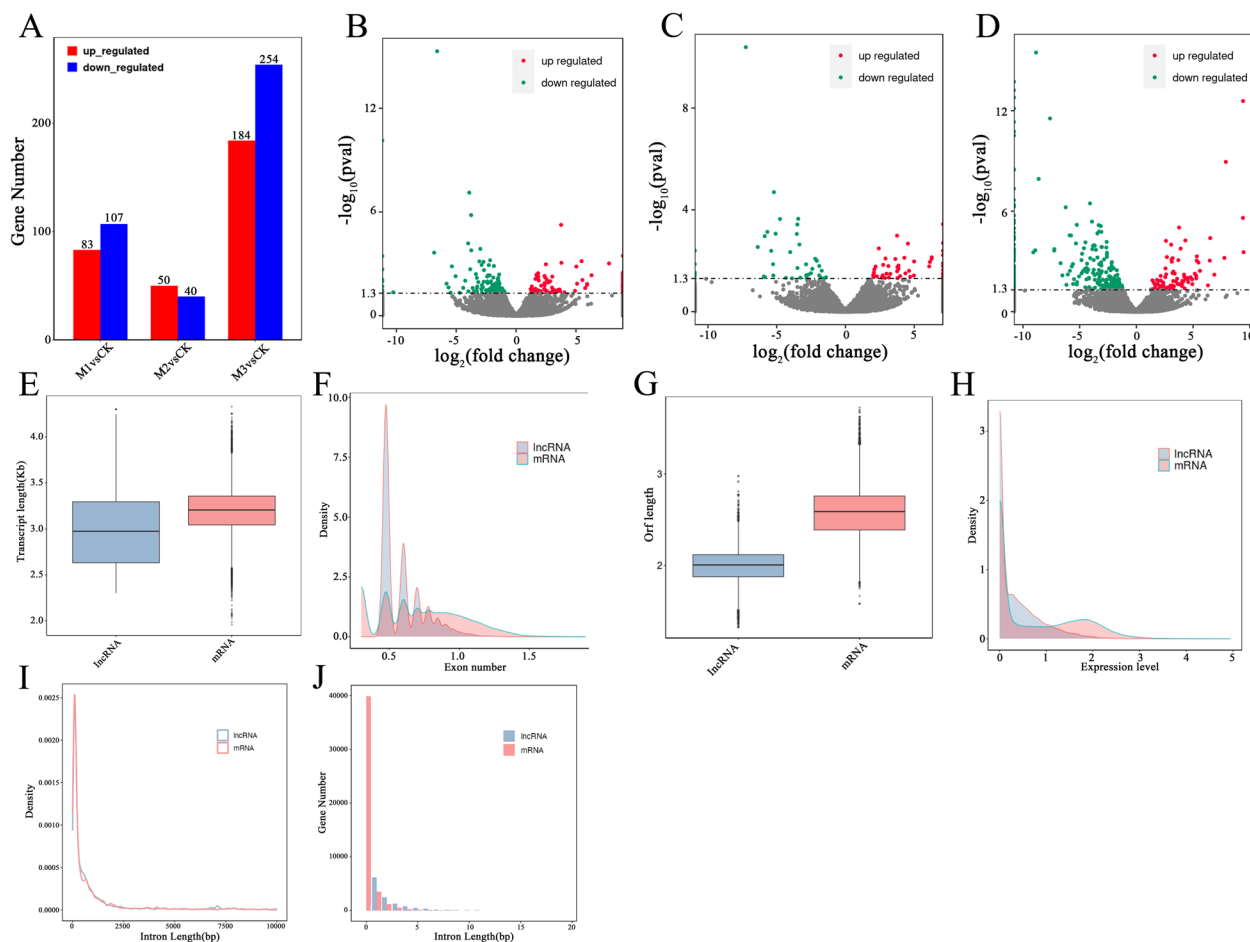 A
up_regulated
down_regulated
Gene Number
200
100
0
83
107
50
40
184
254
M1vsCK
M2vsCK
M3vsCK
B
up regulated
down regulated
-log10(pval)
12
6
1.3
0
-10
-5
0
5
log2(fold change)
C
up regulated
down regulated
-log10(pval)
8
4
1.3
0
-10
-5
0
5
log2(fold change)
D
up regulated
down regulated
-log10(pval)
12
6
1.3
0
-10
-5
0
5
10
log2(fold change)
E
Transcript length(Kb)
4.0
3.5
3.0
2.5
2.0
lncRNA
mRNA
F
lncRNA
mRNA
Density
10.0
7.5
5.0
2.5
0.0
0.5
1.0
1.5
Exon number
G
Orf length
3
2
lncRNA
mRNA
H
lncRNA
mRNA
Density
3
2
1
0
0
1
2
3
4
5
Expression level
I
lncRNA
mRNA
Density
0.0025
0.0020
0.0015
0.0010
0.0005
0.0000
0
2500
5000
7500
10000
Intron Length(bp)
J
lncRNA
mRNA
Gene Number
40000
30000
20000
10000
0
0
5
10
15
20
Intron Length(bp)